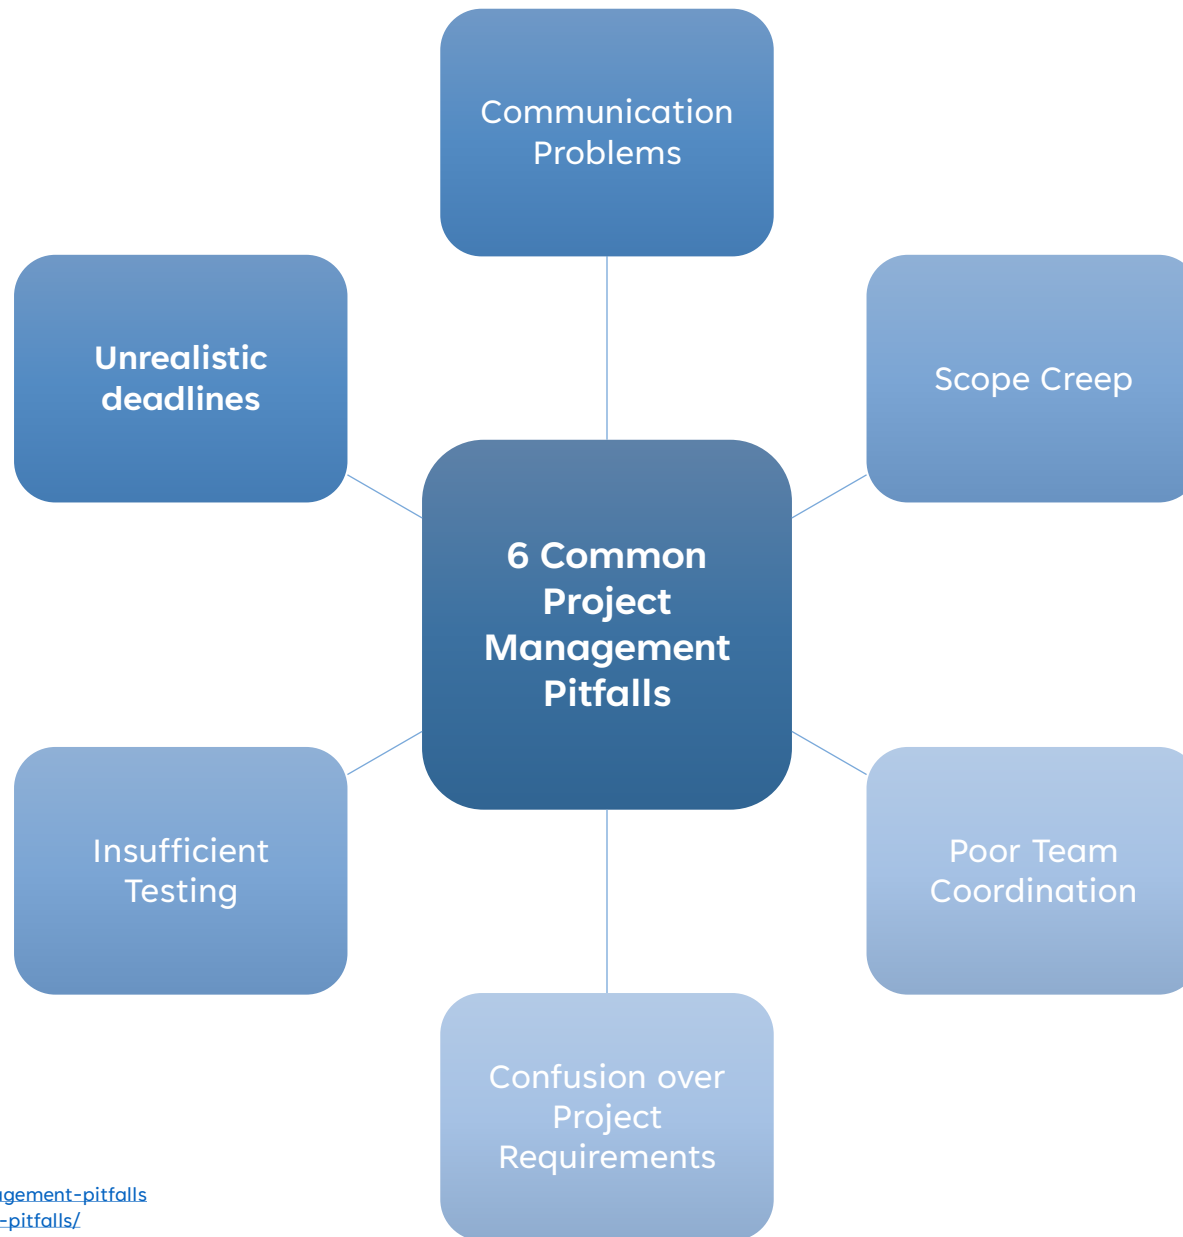 Communication
Problems
Unrealistic
deadlines
Scope Creep
6 Common
Project
Management
Pitfalls
Insufficient
Testing
Poor Team
Coordination
Confusion over
Project
Requirements
agement-pitfalls
-pitfalls/